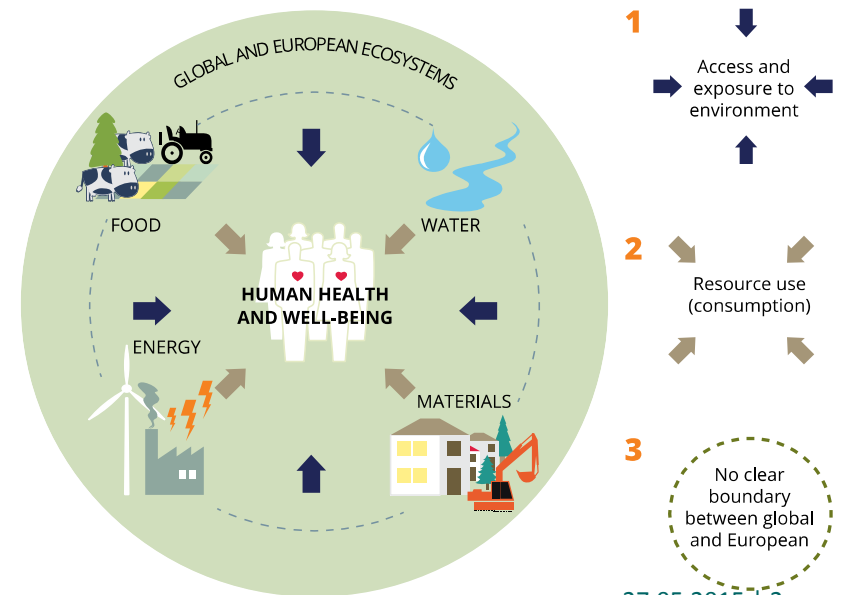 GLOBAL AND EUROPEAN ECOSYSTEMS
FOOD
WATER
HUMAN HEALTH
AND WELL-BEING
ENERGY
MATERIALS
1
Access and
exposure to
environment
2
Resource use
(consumption)
3
No clear
boundary
between global
and European